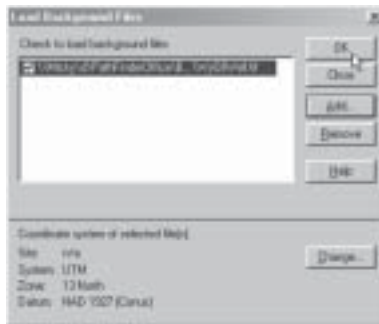 Load Background Files
Check to load background files
OK
Close
Add...
Remove
Help
Coordinate system of selected file(s)
Site: n/a
System: UTM
Zone: 13 North
Datum: NAD 1927 (Conus)
Change...